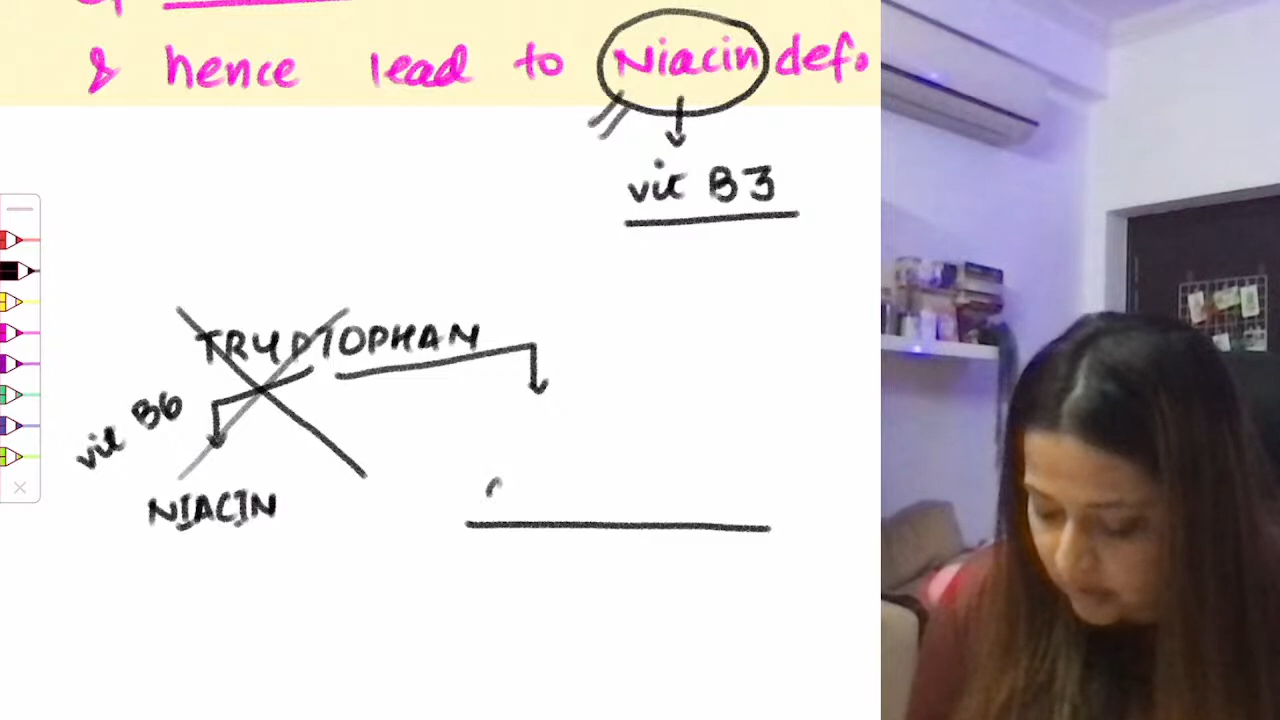 & hence lead to Niacin def.
vit B3
TRYPTOPHAN
vit B6
NIACIN